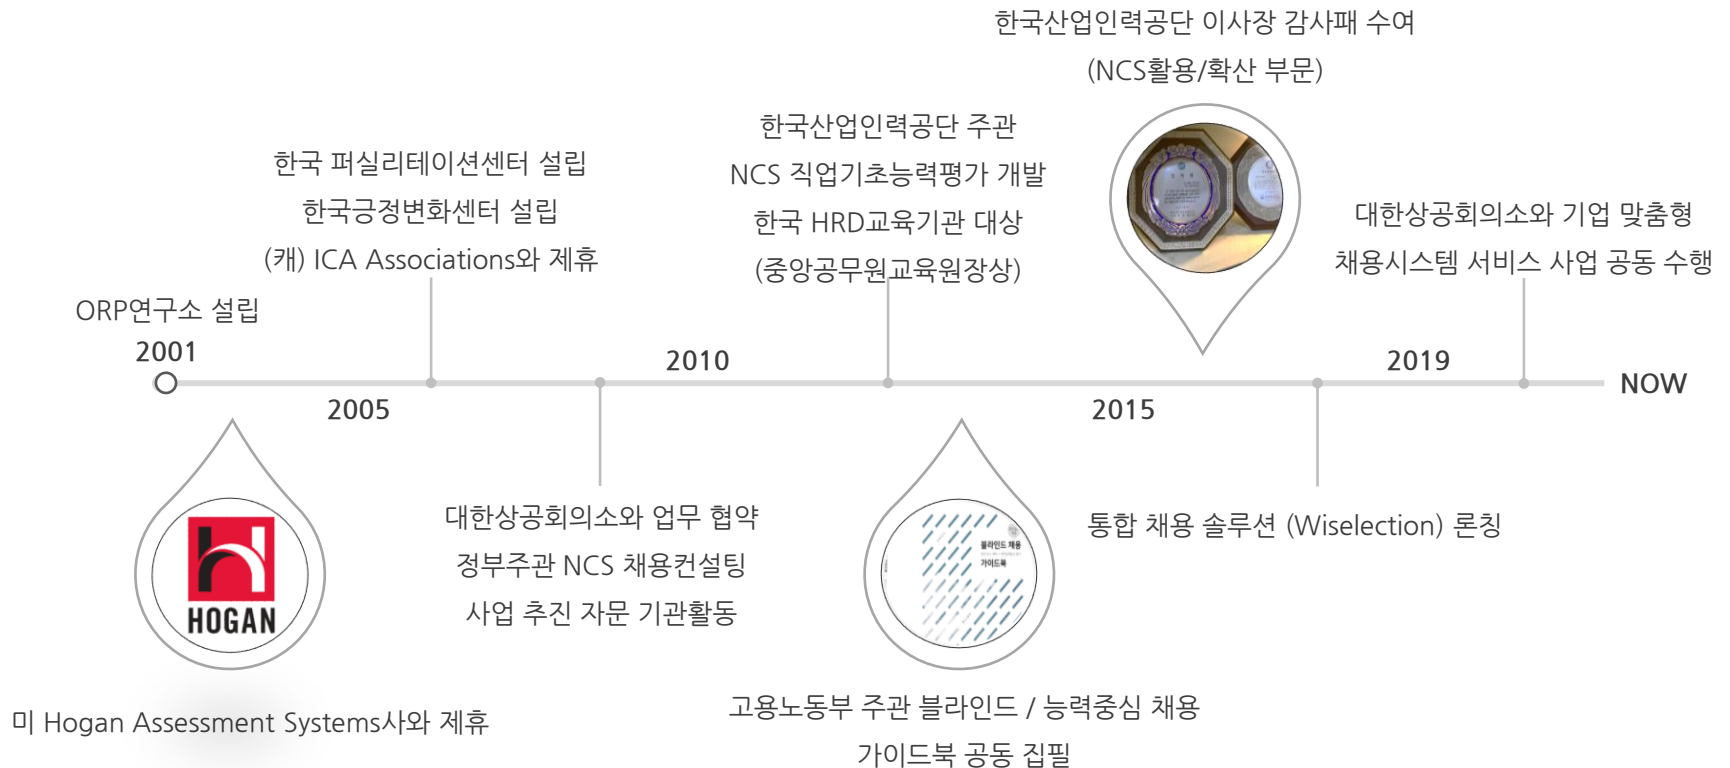 한국산업인력공단 이사장 감사패 수여
(NCS활용/확산 부문)
한국산업인력공단 주관
NCS 직업기초능력평가 개발
한국 HRD교육기관 대상
(중앙공무원교육원장상)
한국 퍼실리테이션센터 설립
한국긍정변화센터 설립
(캐) ICA Associations와 제휴
대한상공회의소와 기업 맞춤형
채용시스템 서비스 사업 공동 수행
ORP연구소 설립
2001
2010
2019
NOW
2005
2015
HOGAN
대한상공회의소와 업무 협약
정부주관 NCS 채용컨설팅
사업 추진 자문 기관활동
블라인드 채용
가이드북
통합 채용 솔루션 (Wiselection) 론칭
미 Hogan Assessment Systems사와 제휴
고용노동부 주관 블라인드 / 능력중심 채용
가이드북 공동 집필